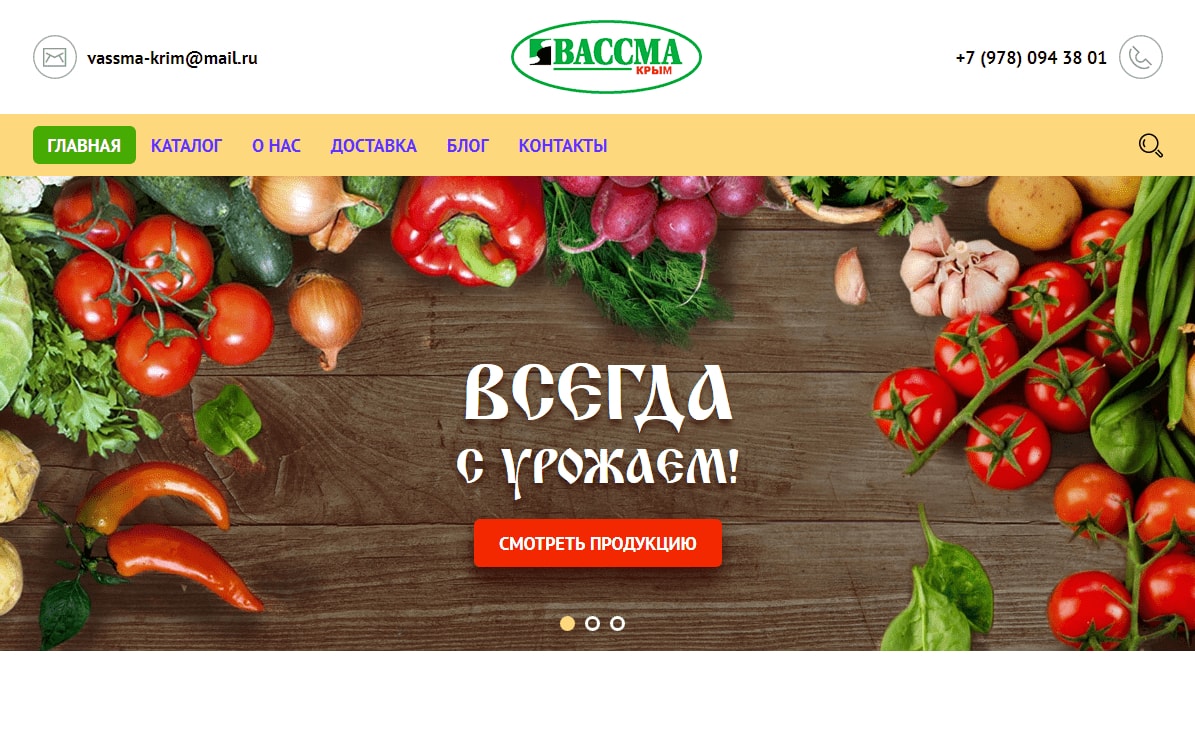 vassma-krim@mail.ru
ВАССМА
КРЫМ
+7 (978) 094 38 01
ГЛАВНАЯ КАТАЛОГ О НАС ДОСТАВКА БЛОГ КОНТАКТЫ
ВСЕГДА
С УРОЖАЕМ!
СМОТРЕТЬ ПРОДУКЦИЮ